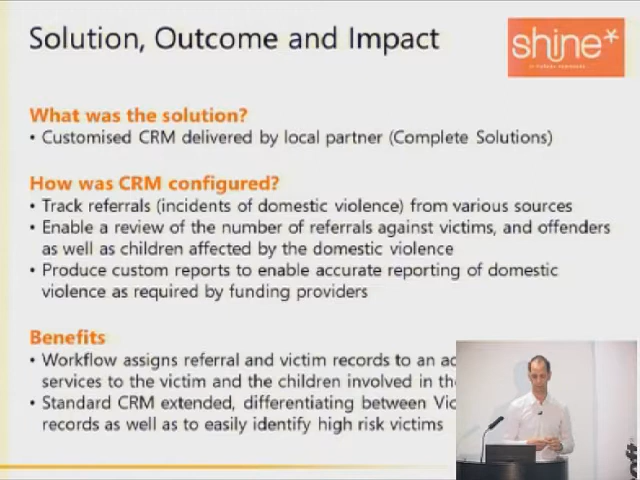 Solution, Outcome and Impact
shine*
What was the solution?
• Customised CRM delivered by local partner (Complete Solutions)
How was CRM configured?
• Track referrals (incidents of domestic violence) from various sources
• Enable a review of the number of referrals against victims, and offenders
as well as children affected by the domestic violence
• Produce custom reports to enable accurate reporting of domestic
violence as required by funding providers
Benefits
• Workflow assigns referral and victim records to an
services to the victim and the children involved in
• Standard CRM extended, differentiating between
records as well as to easily identify high risk victims